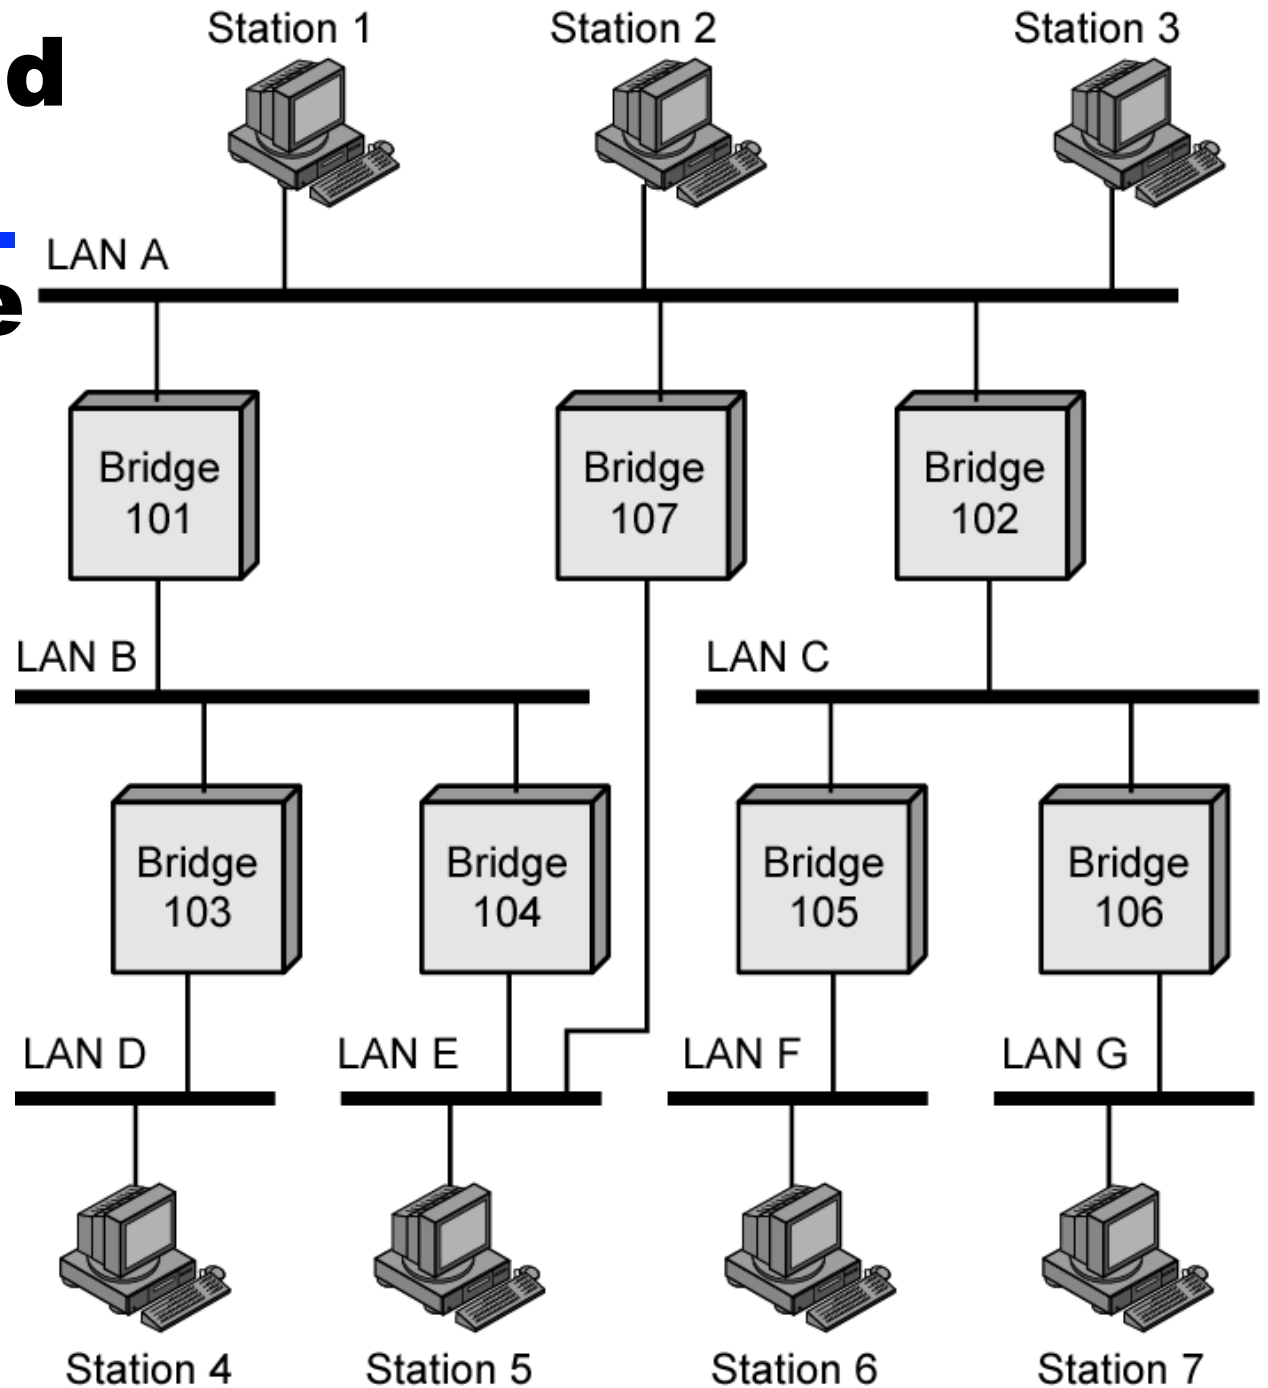 Station 1
Station 2
Station 3
d
LAN A
e
Bridge
101
Bridge
107
Bridge
102
LAN B
LAN C
Bridge
103
Bridge
104
Bridge
105
Bridge
106
LAN D
LAN E
LAN F
LAN G
Station 4
Station 5
Station 6
Station 7